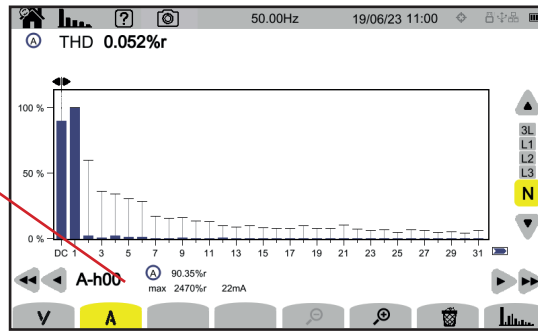 50.00Hz 19/06/23 11:00
A THD 0.052%r
100 %
50 %
0 %
DC 1 3 5 7 9 11 13 15 17 19 21 23 25 27 29 31
3L
L1
L2
L3
N
A-h00 A 90.35%r
max 2470%r 22mA
V A